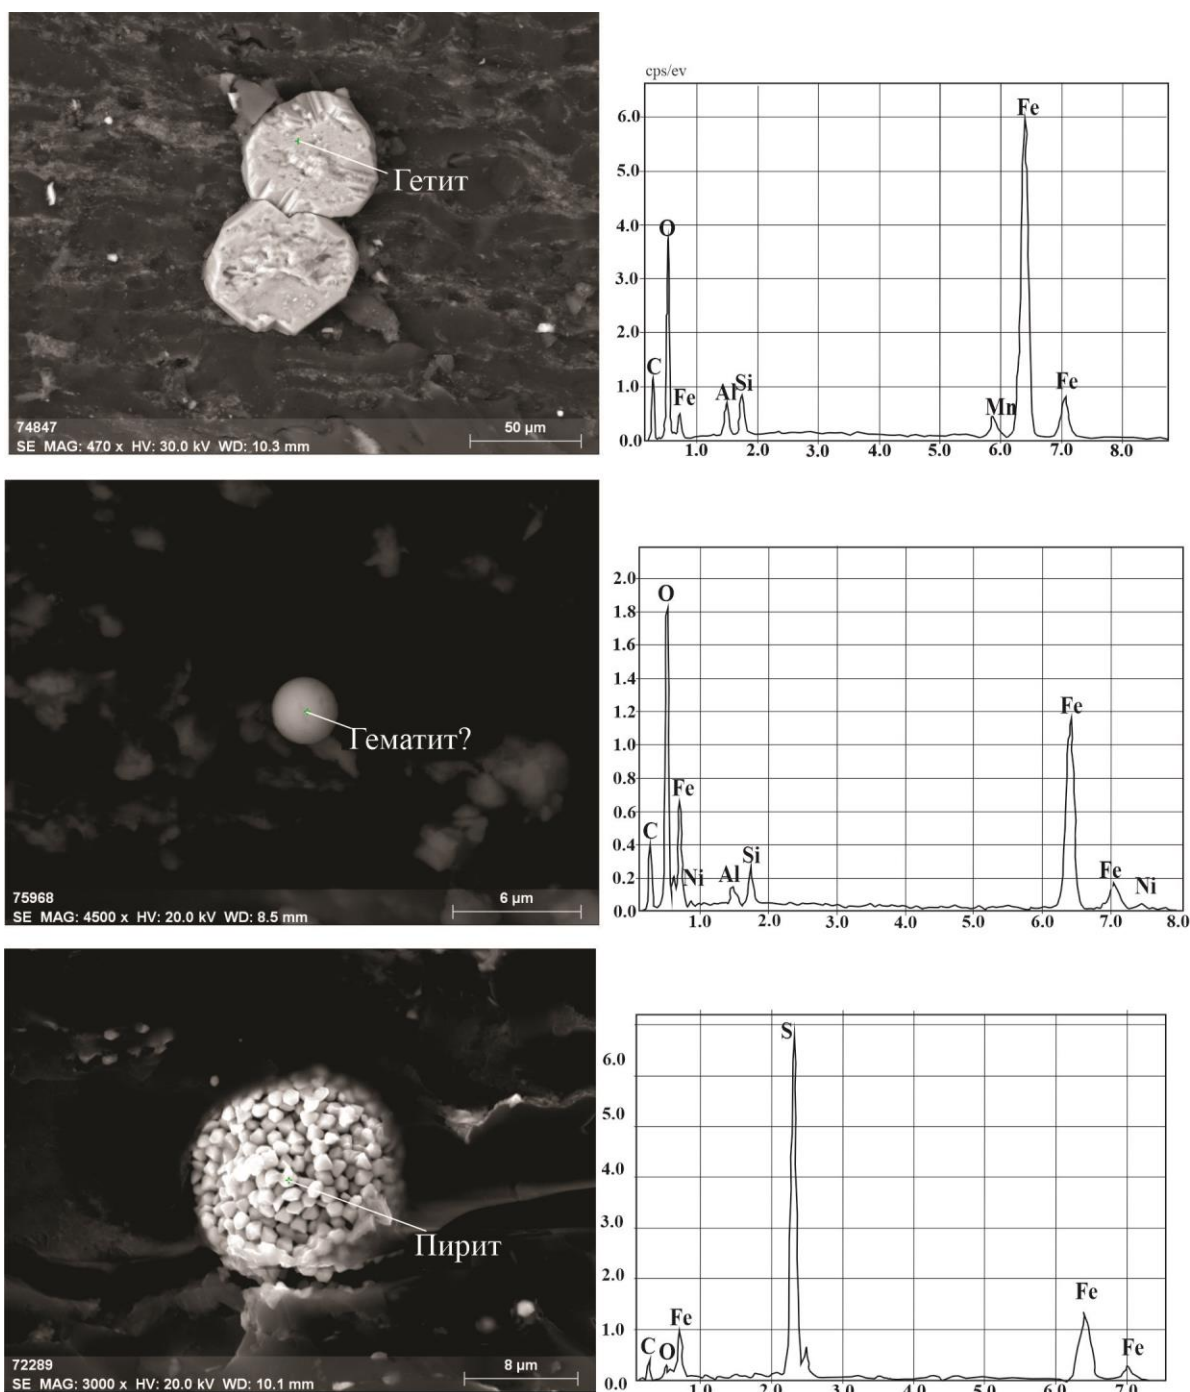 Гетит
74847
50 µm
SE MAG: 470 x HV: 30.0 kV WD: 10.3 mm
cps/ev
6.0
5.0
4.0
3.0
2.0
1.0
0.0
C
O
Fe
Al
Si
Mn
Fe
Fe
1.0 2.0 3.0 4.0 5.0 6.0 7.0 8.0
Гематит?
75968
6 µm
SE MAG: 4500 x HV: 20.0 kV WD: 8.5 mm
2.0
1.8
1.6
1.4
1.2
1.0
0.8
0.6
0.4
0.2
0.0
C
O
Fe
Ni
Al
Si
Fe
Fe
Ni
1.0 2.0 3.0 4.0 5.0 6.0 7.0 8.0
Пирит
72289
8 µm
SE MAG: 3000 x HV: 20.0 kV WD: 10.1 mm
6.0
5.0
4.0
3.0
2.0
1.0
0.0
C
O
Fe
S
Fe
Fe
1.0 2.0 3.0 4.0 5.0 6.0 7.0